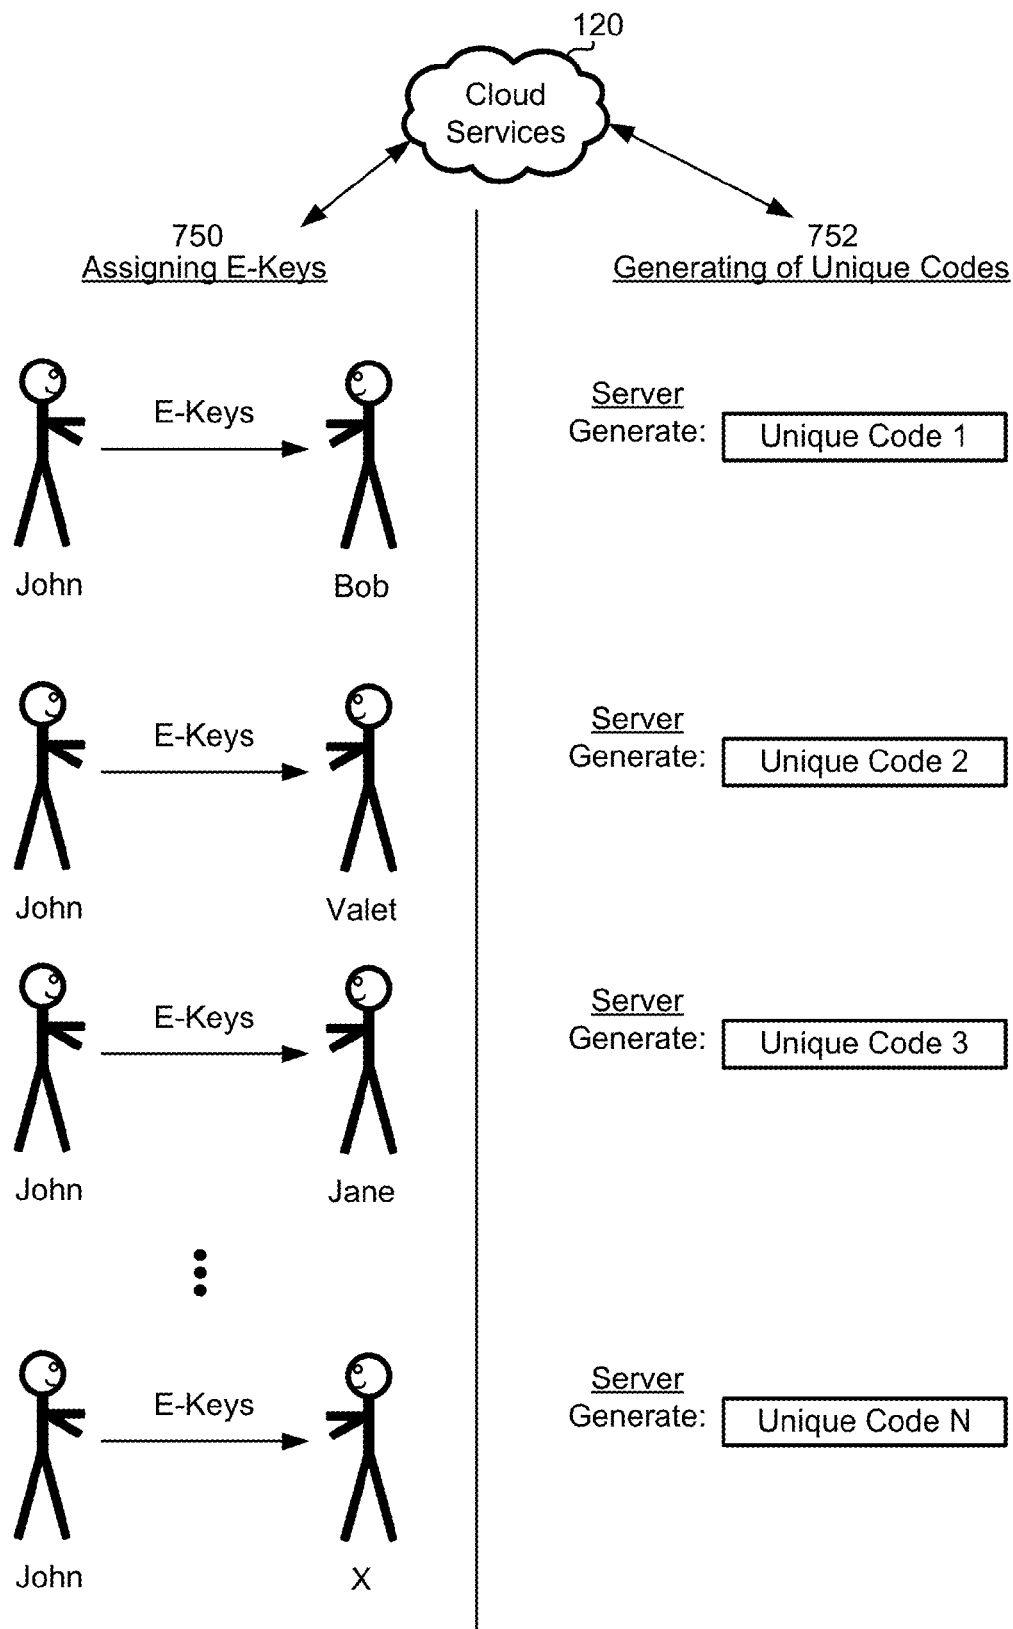 120
Cloud
Services
750
Assigning E-Keys
752
Generating of Unique Codes
E-Keys
John
Bob
Server
Generate:
Unique Code 1
E-Keys
John
Valet
Server
Generate:
Unique Code 2
E-Keys
John
Jane
Server
Generate:
Unique Code 3
E-Keys
John
X
Server
Generate:
Unique Code N